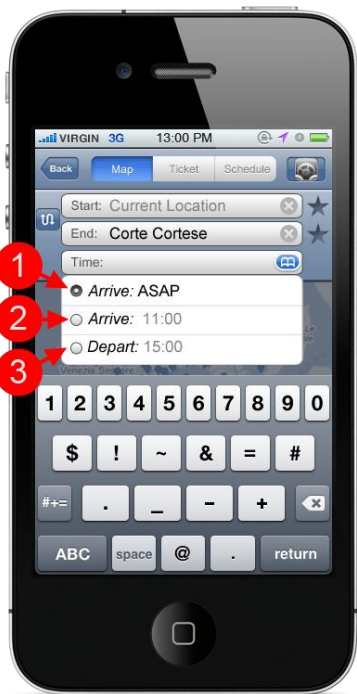 VIRGIN 3G 13:00 PM
Back Map Ticket Schedule
Start: Current Location
End: Corte Cortese
Time:
1 Arrive: ASAP
2 Arrive: 11:00
3 Depart: 15:00
Venezia Serpore
1 2 3 4 5 6 7 8 9 0
$ ! ~ & = #
#+= . _ - +
ABC space @ . return